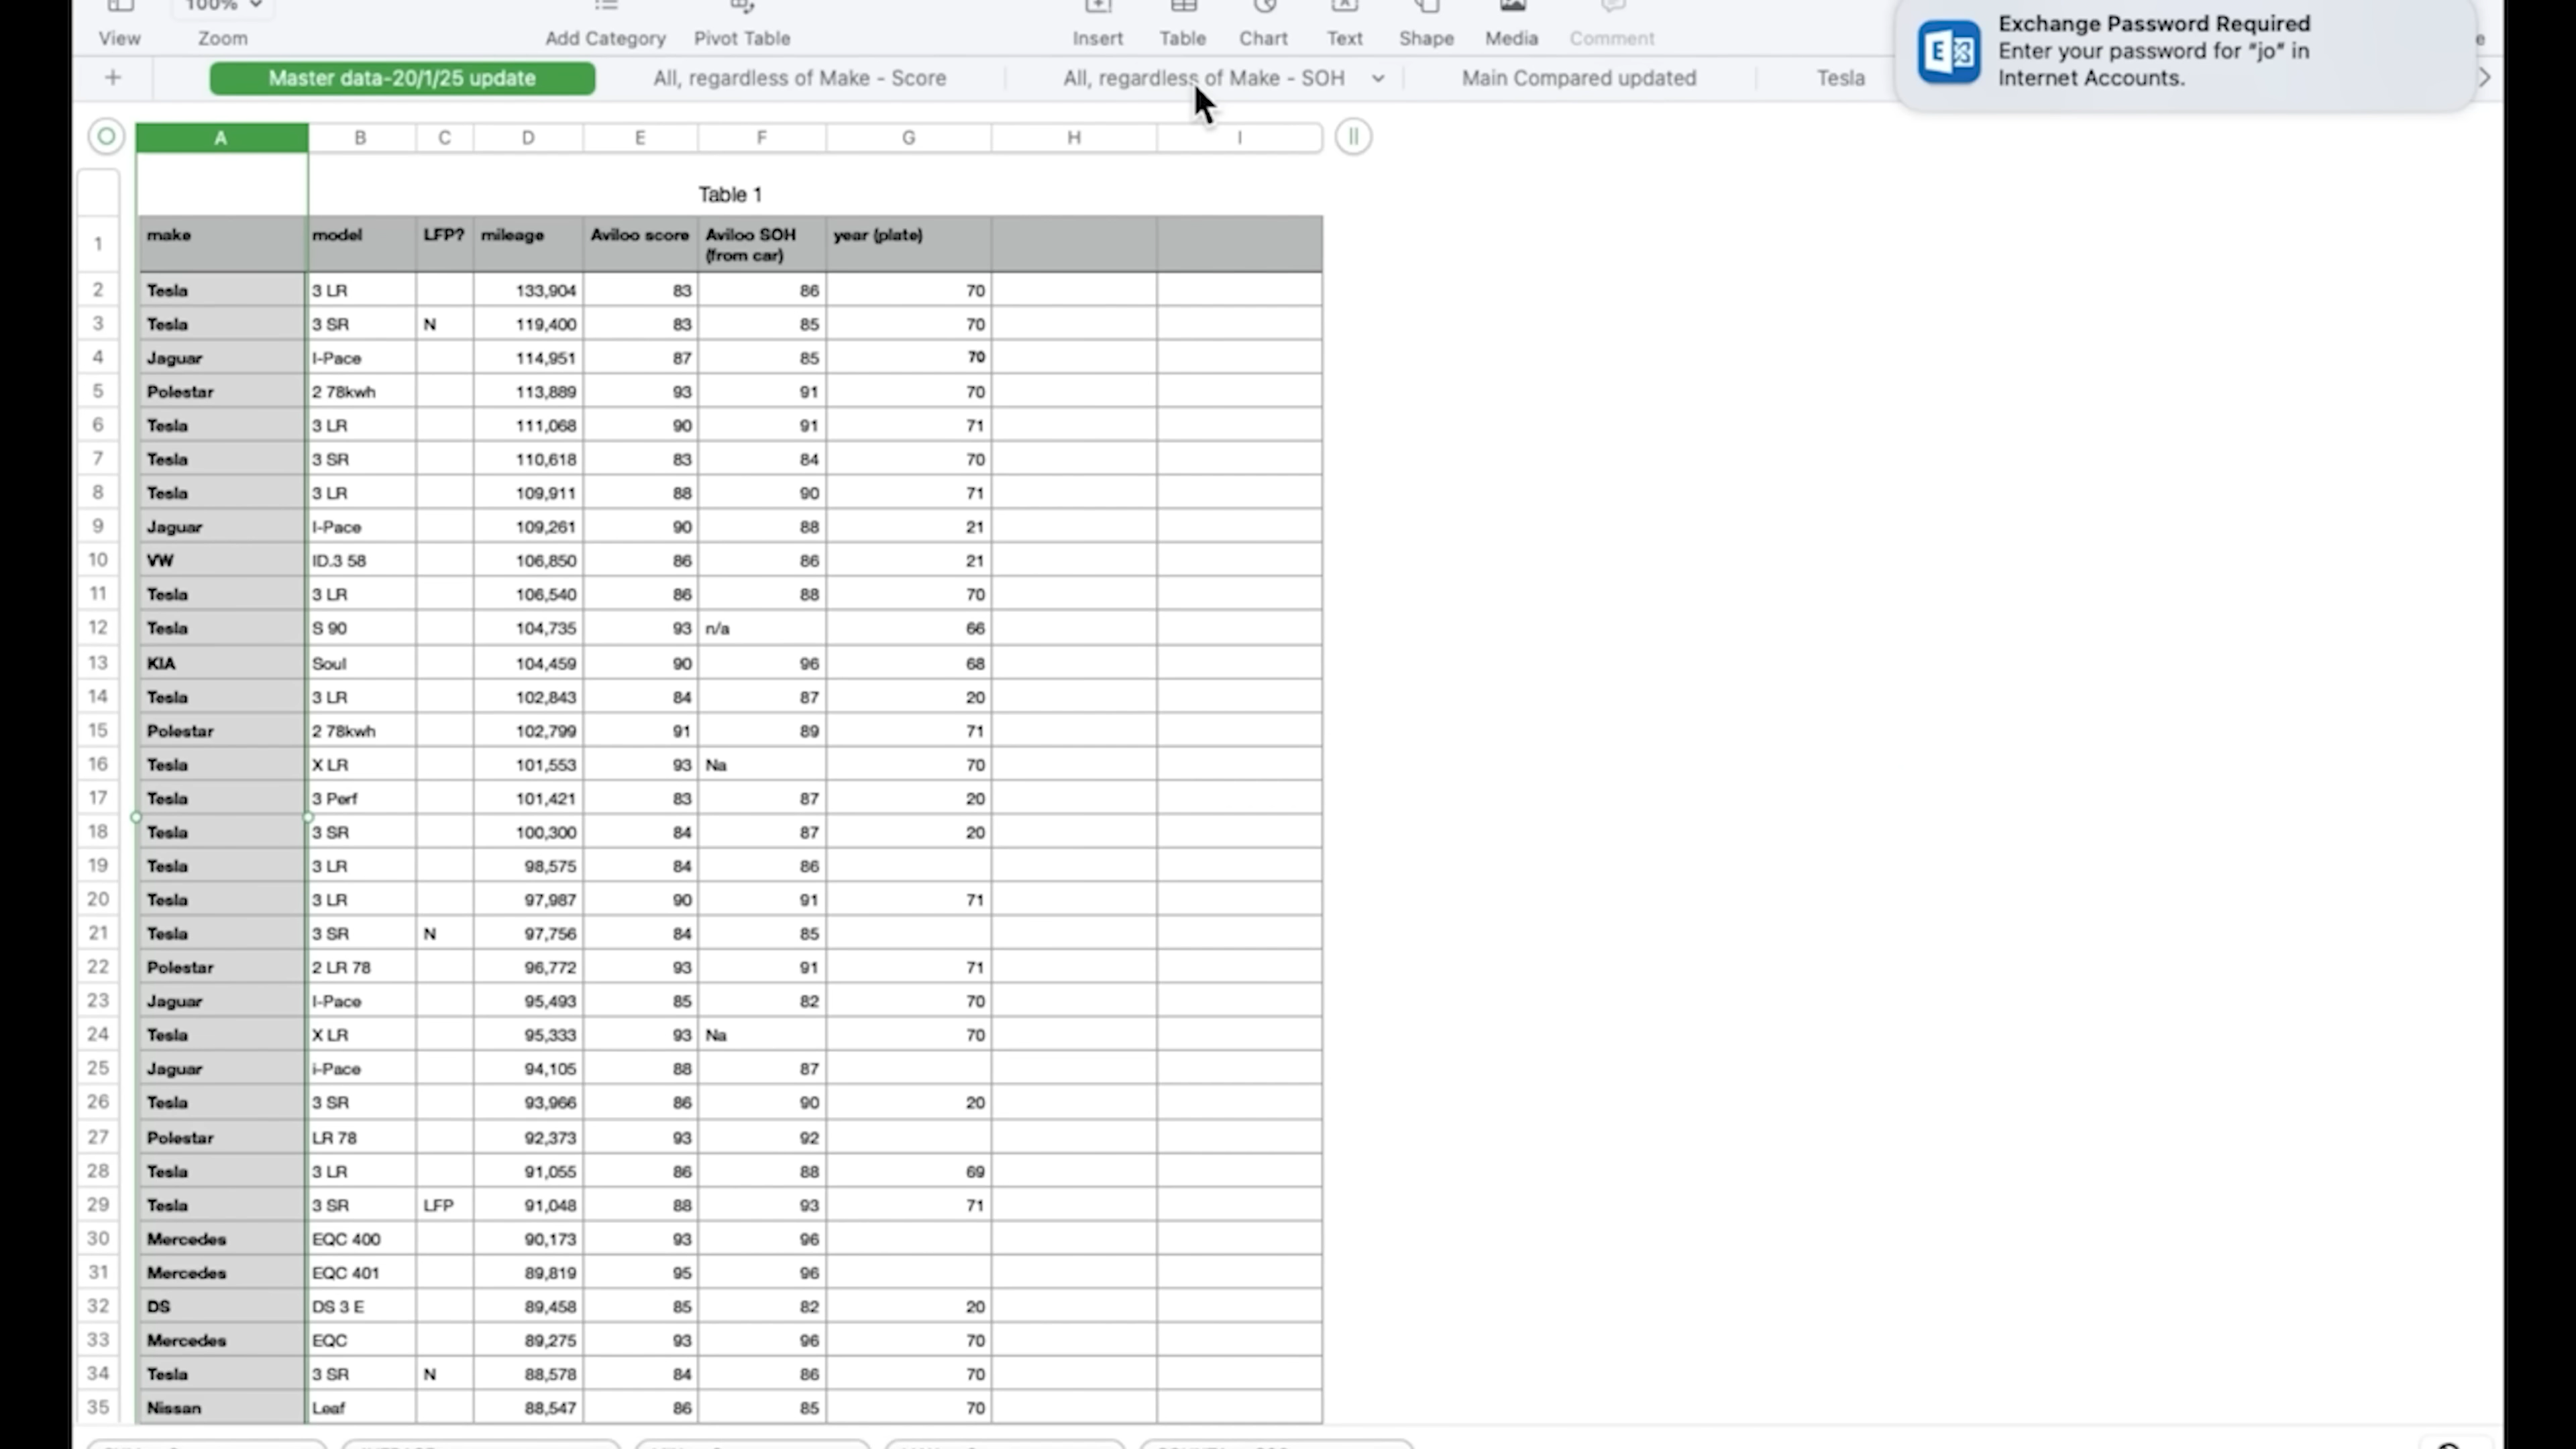 100%
View Zoom Add Category Pivot Table Insert Table Chart Text Shape Media Comment
Exchange Password Required
Enter your password for "jo" in
Internet Accounts.
+ Master data-20/1/25 update All, regardless of Make - Score All, regardless of Make - SOH Main Compared updated Tesla
A B C D E F G H I
Table 1
1 make model LFP? mileage Aviloo score Aviloo SOH (from car) year (plate)
2 Tesla 3 LR 133,904 83 86 70
3 Tesla 3 SR N 119,400 83 85 70
4 Jaguar I-Pace 114,951 87 85 70
5 Polestar 2 78kwh 113,889 93 91 70
6 Tesla 3 LR 111,068 90 91 71
7 Tesla 3 SR 110,618 83 84 70
8 Tesla 3 LR 109,911 88 90 71
9 Jaguar I-Pace 109,261 90 88 21
10 VW ID.3 58 106,850 86 86 21
11 Tesla 3 LR 106,540 86 88 70
12 Tesla S 90 104,735 93 n/a 66
13 KIA Soul 104,459 90 96 68
14 Tesla 3 LR 102,843 84 87 20
15 Polestar 2 78kwh 102,799 91 89 71
16 Tesla X LR 101,553 93 Na 70
17 Tesla 3 Perf 101,421 83 87 20
18 Tesla 3 SR 100,300 84 87 20
19 Tesla 3 LR 98,575 84 86
20 Tesla 3 LR 97,987 90 91 71
21 Tesla 3 SR N 97,756 84 85
22 Polestar 2 LR 78 96,772 93 91 71
23 Jaguar I-Pace 95,493 85 82 70
24 Tesla X LR 95,333 93 Na 70
25 Jaguar i-Pace 94,105 88 87
26 Tesla 3 SR 93,966 86 90 20
27 Polestar LR 78 92,373 93 92
28 Tesla 3 LR 91,055 86 88 69
29 Tesla 3 SR LFP 91,048 88 93 71
30 Mercedes EQC 400 90,173 93 96
31 Mercedes EQC 401 89,819 95 96
32 DS DS 3 E 89,458 85 82 20
33 Mercedes EQC 89,275 93 96 70
34 Tesla 3 SR N 88,578 84 86 70
35 Nissan Leaf 88,547 86 85 70